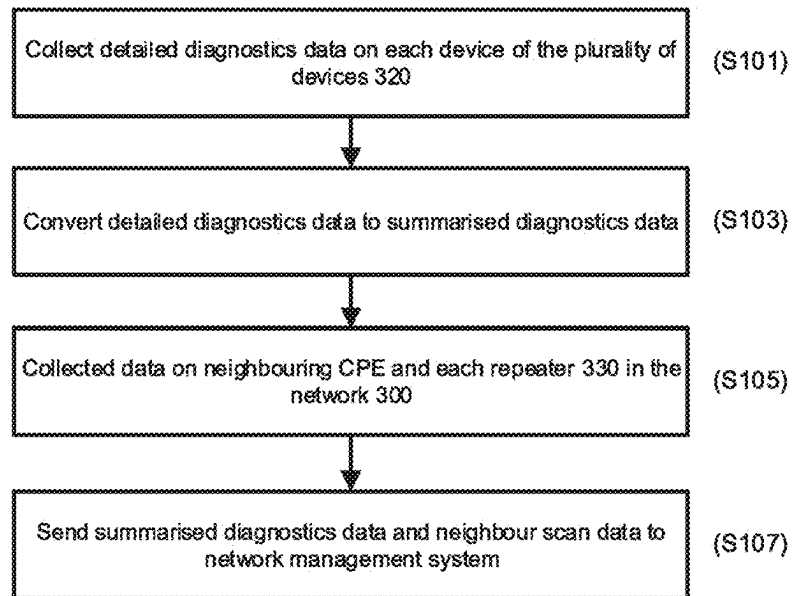 Collect detailed diagnostics data on each device of the plurality of
devices 320
(S101)
Convert detailed diagnostics data to summarised diagnostics data
(S103)
Collected data on neighbouring CPE and each repeater 330 in the
network 300
(S105)
Send summarised diagnostics data and neighbour scan data to
network management system
(S107)